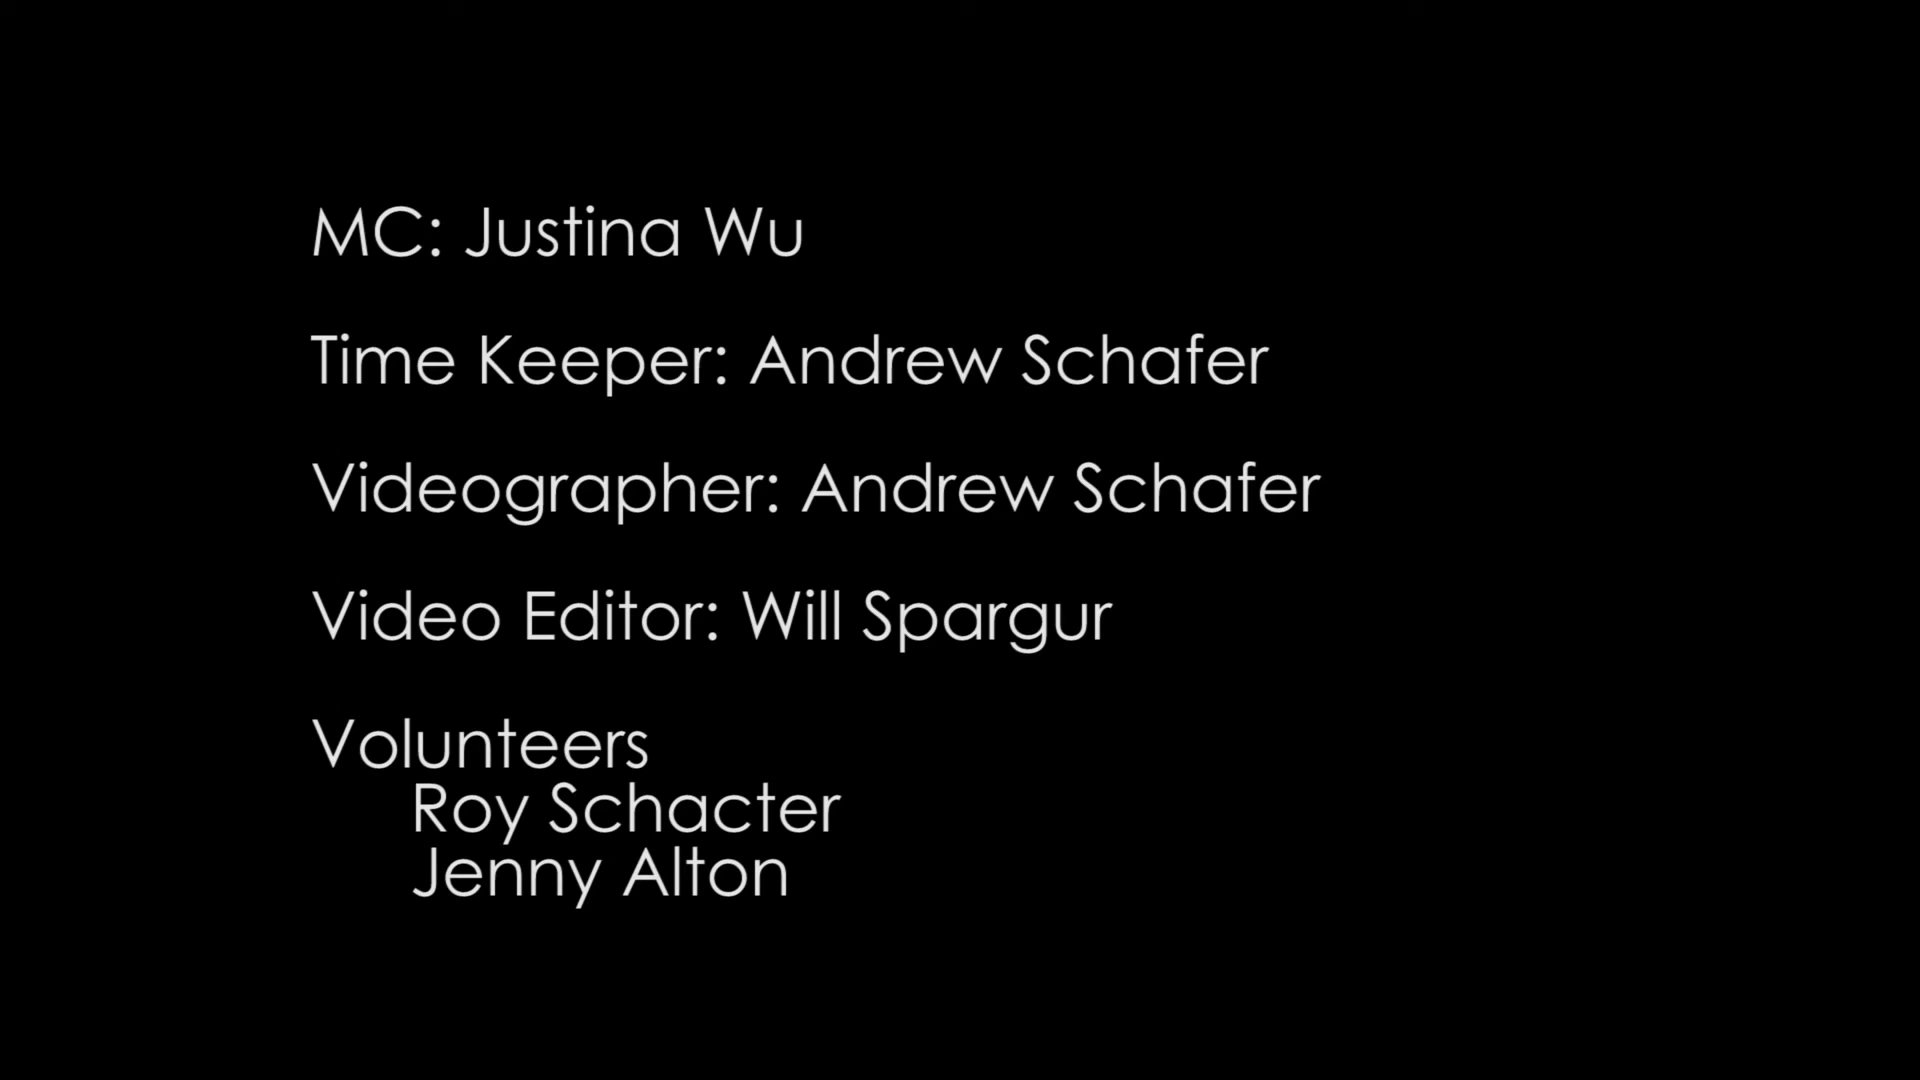 MC: Justina Wu
Time Keeper: Andrew Schafer
Videographer: Andrew Schafer
Video Editor: Will Spargur
Volunteers
Roy Schacter
Jenny Alton